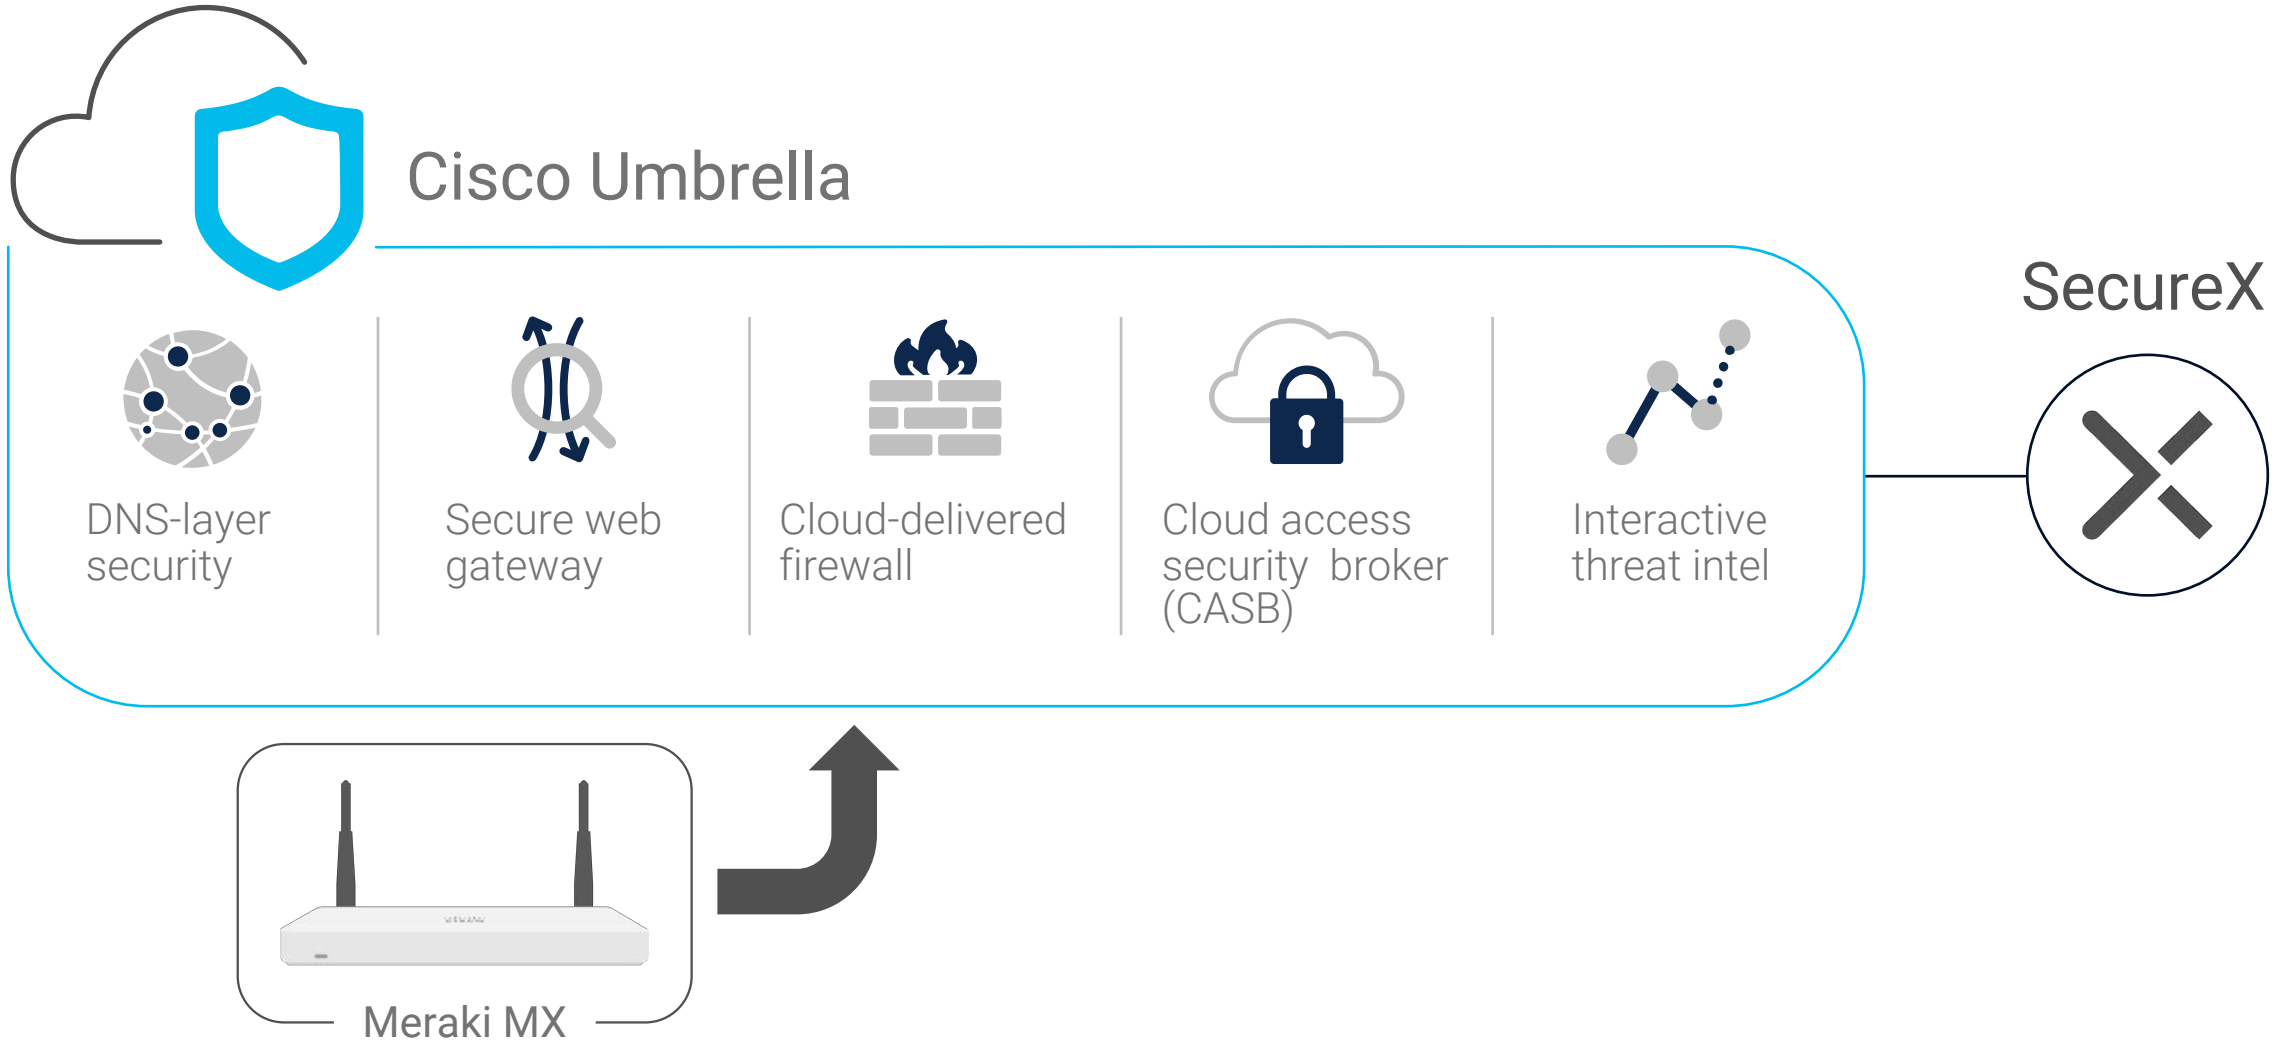 Cisco Umbrella
SecureX
DNS-layer
security
Secure web
gateway
Cloud-delivered
firewall
Cloud access
security broker
(CASB)
Interactive
threat intel
cisco
Meraki MX